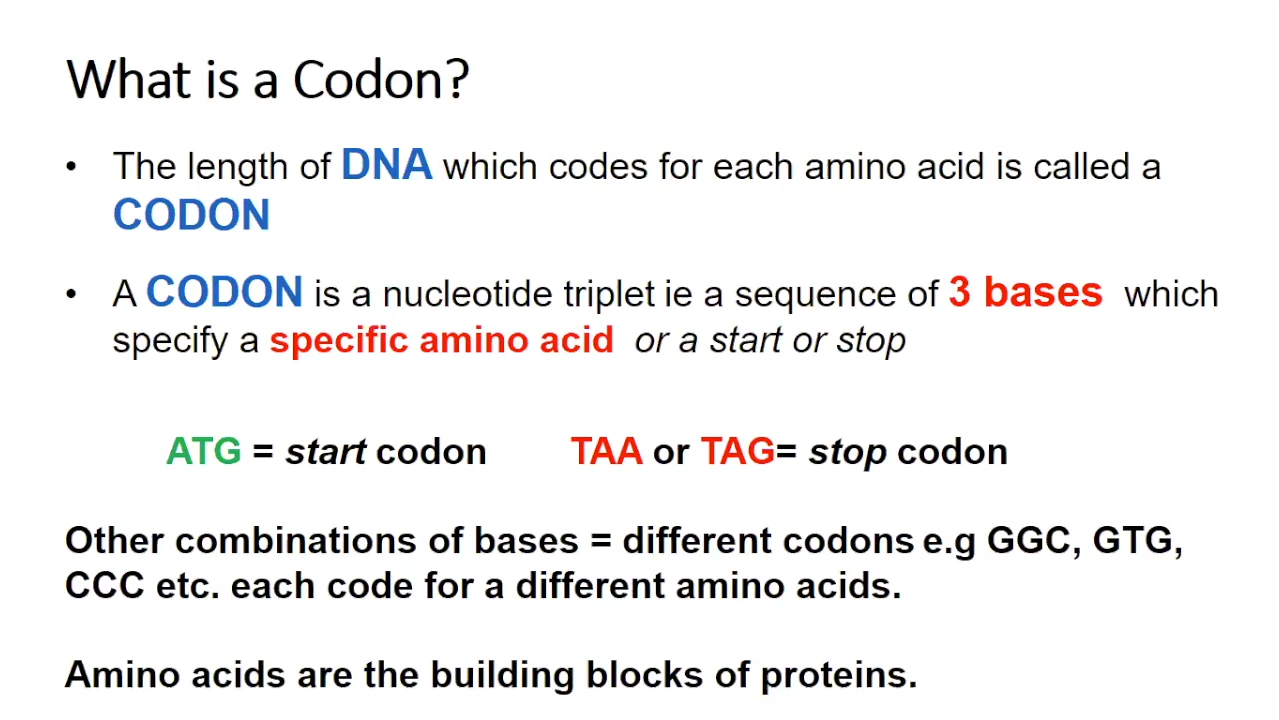 What is a Codon?
• The length of DNA which codes for each amino acid is called a
CODON
• A CODON is a nucleotide triplet ie a sequence of 3 bases which
specify a specific amino acid or a start or stop
ATG = start codon TAA or TAG= stop codon
Other combinations of bases = different codons e.g GGC, GTG,
CCC etc. each code for a different amino acids.
Amino acids are the building blocks of proteins.